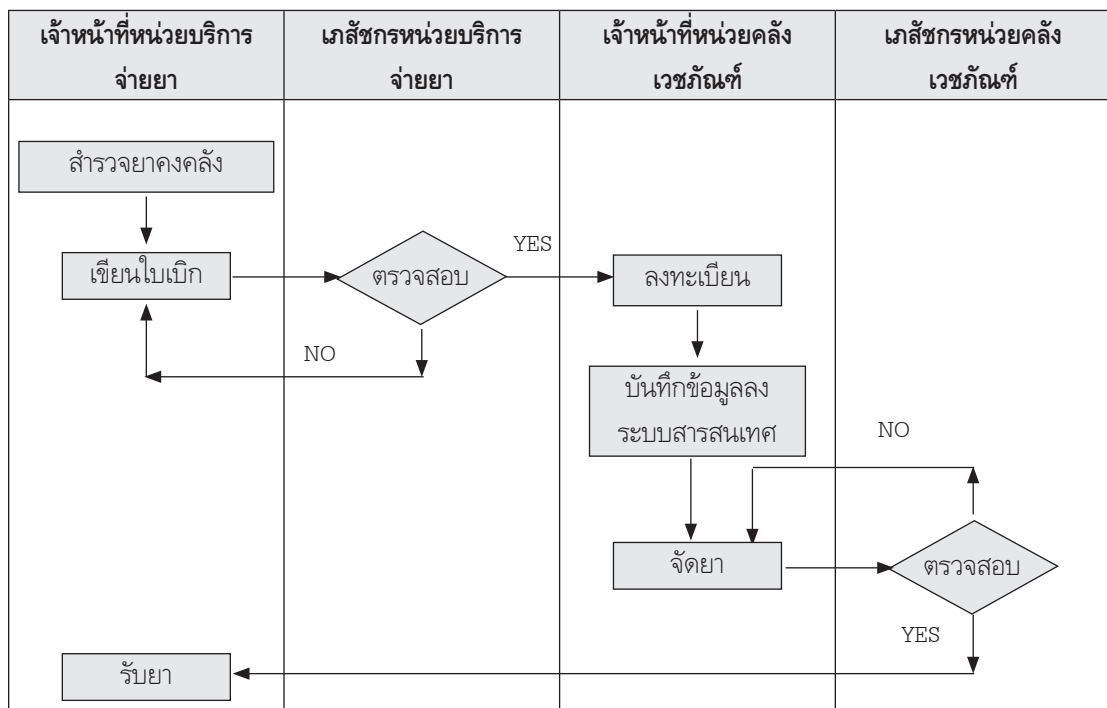 เจ้าหน้าที่หน่วยบริการ
จ่ายยา
เภสัชกรหน่วยบริการ
จ่ายยา
เจ้าหน้าที่หน่วยคลัง
เวชภัณฑ์
เภสัชกรหน่วยคลัง
เวชภัณฑ์
สำรวจยาคงคลัง
เขียนใบเบิก
ตรวจสอบ
YES
ลงทะเบียน
NO
บันทึกข้อมูลลง
ระบบสารสนเทศ
NO
จัดยา
ตรวจสอบ
YES
รับยา